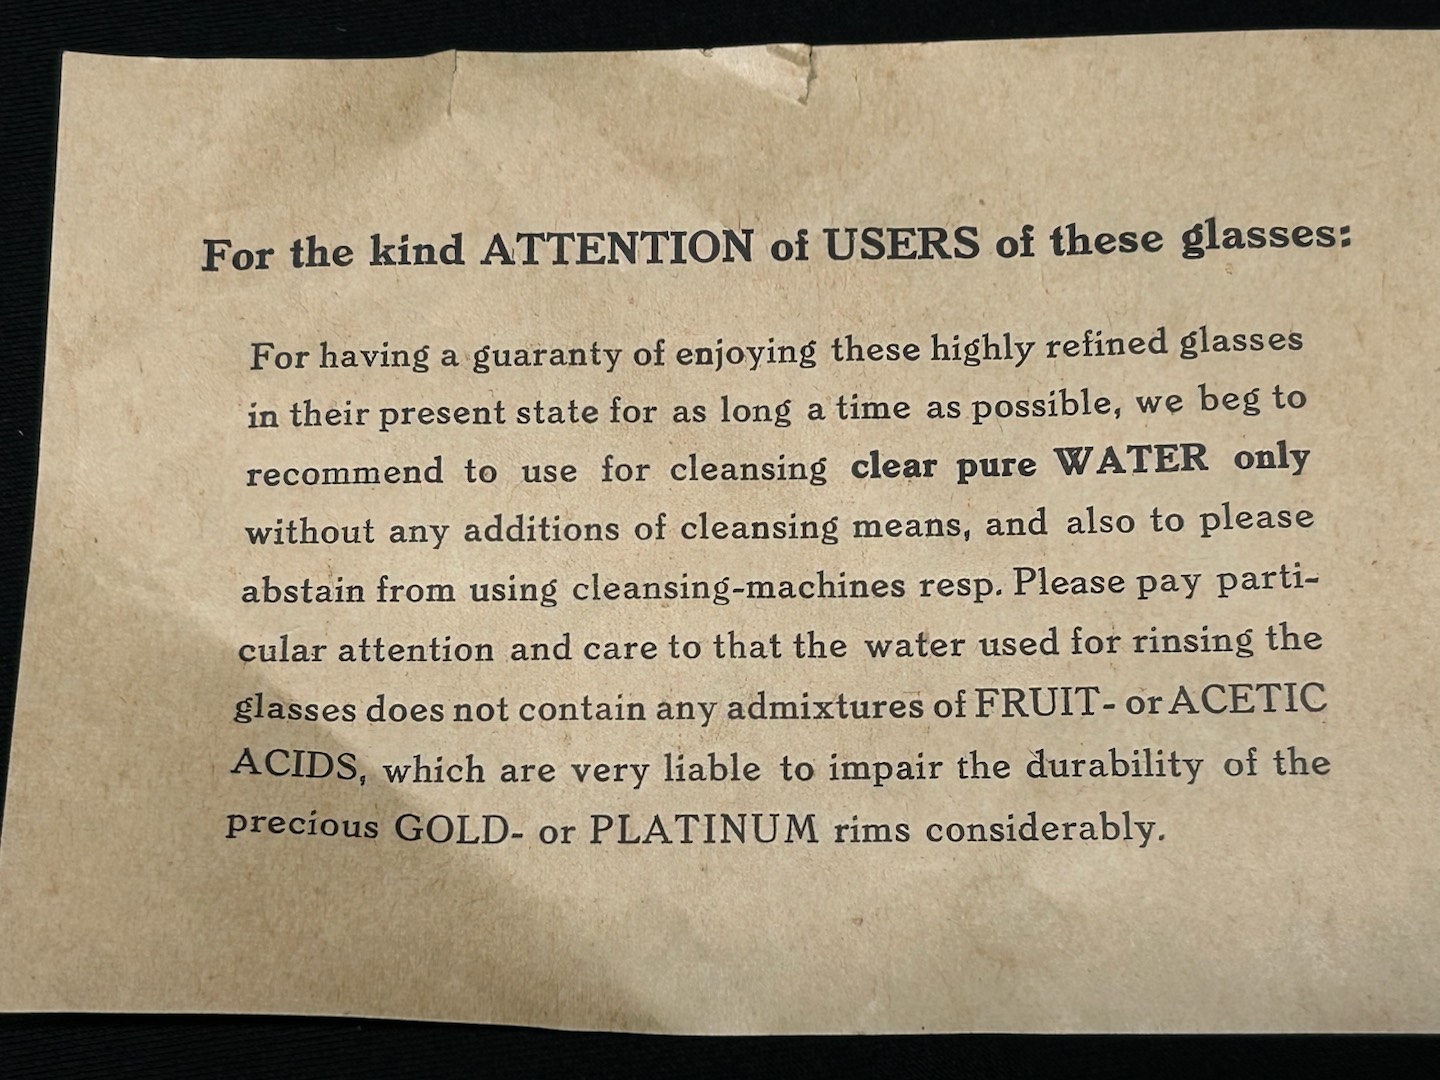 For the kind ATTENTION of USERS of these glasses:
For having a guaranty of enjoying these highly refined glasses
in their present state for as long a time as possible, we beg to
recommend to use for cleansing clear pure WATER only
without any additions of cleansing means, and also to please
abstain from using cleansing-machines resp. Please pay parti-
cular attention and care to that the water used for rinsing the
glasses does not contain any admixtures of FRUIT- or ACETIC
ACIDS, which are very liable to impair the durability of the
precious GOLD- or PLATINUM rims considerably.